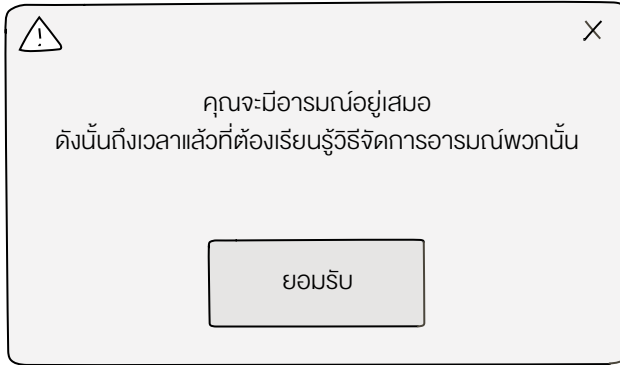 คุณจะมีอารมณ์อยู่เสมอ
ดังนั้นถึงเวลาแล้วที่ต้องเรียนรู้วิธีจัดการอารมณ์พวกนั้น
ยอมรับ